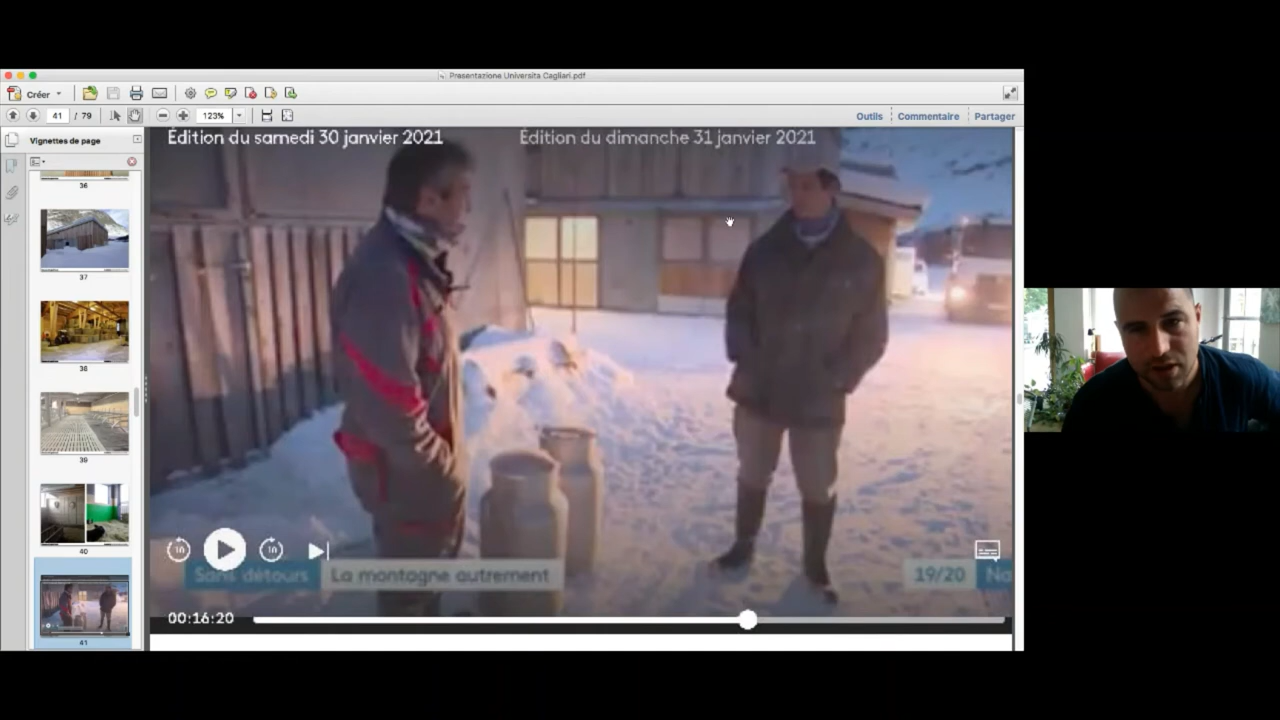 Presentazione Universita Cagliari.pdf
Créer
41 / 79
123%
Outils
Commentaire
Partager
Vignettes de page
36
37
38
39
40
41
Édition du samedi 30 janvier 2021
Édition du dimanche 31 janvier 2021
10
10
Sans détours
La montagne autrement
19/20
00:16:20